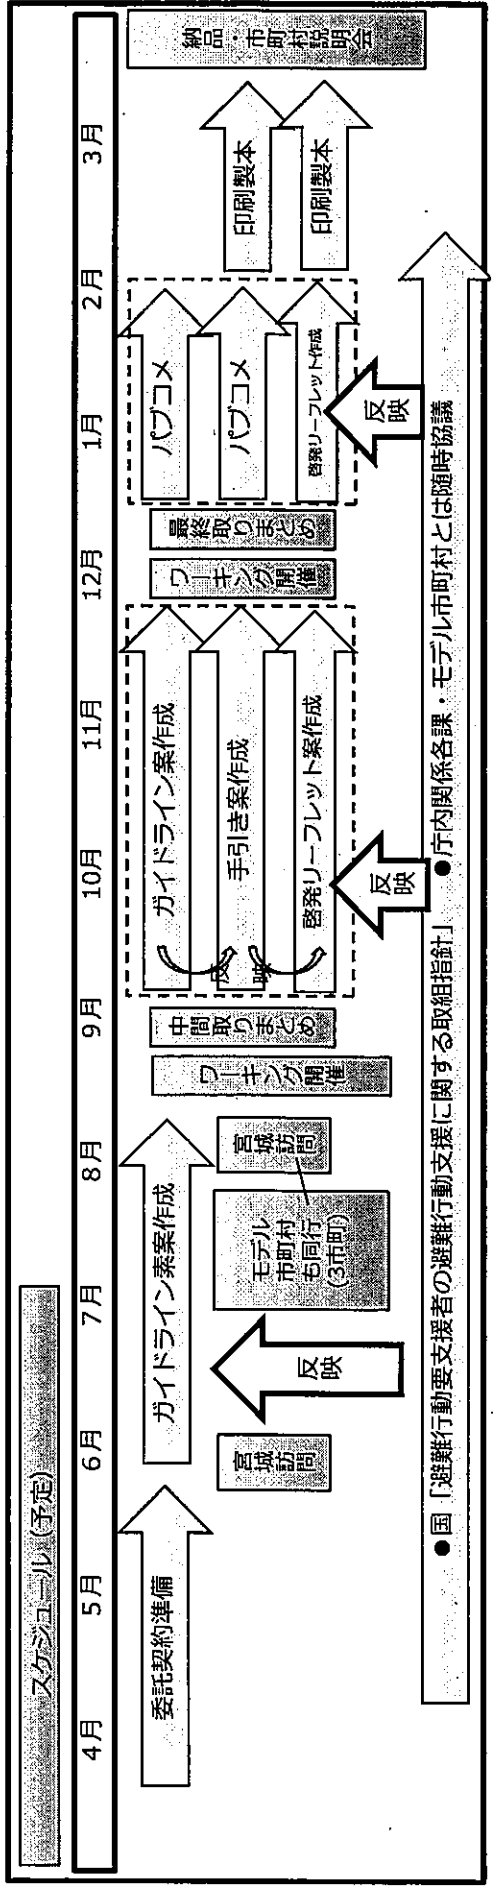 スケジュール(予定)
4月
5月
6月
7月
8月
9月
10月
11月
12月
1月
2月
3月
委託契約準備
ガイドライン素案作成
宮城訪問
反映
モデル
市町村
も同行
(3市町)
宮城訪問
ワーキング開催
中間取りまとめ
ガイドライン案作成
反映
手引き案作成
啓発リーフレット案作成
反映
ワーキング開催
最終取りまとめ
パブコメ
パブコメ
啓発リーフレット作成
反映
印刷製本
印刷製本
納品・市町村説明会
●国「避難行動要支援者の避難行動支援に関する取組指針」
●庁内関係各課・モデル市町村とは随時協議